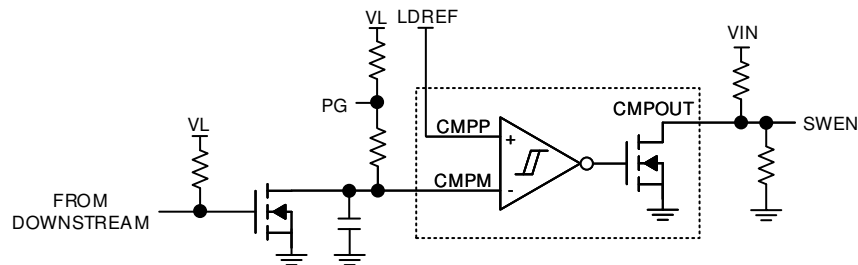 VL
LDREF
VIN
PG
CMPOUT
CMPP
+
SWEN
VL
CMPM
-
FROM
DOWNSTREAM